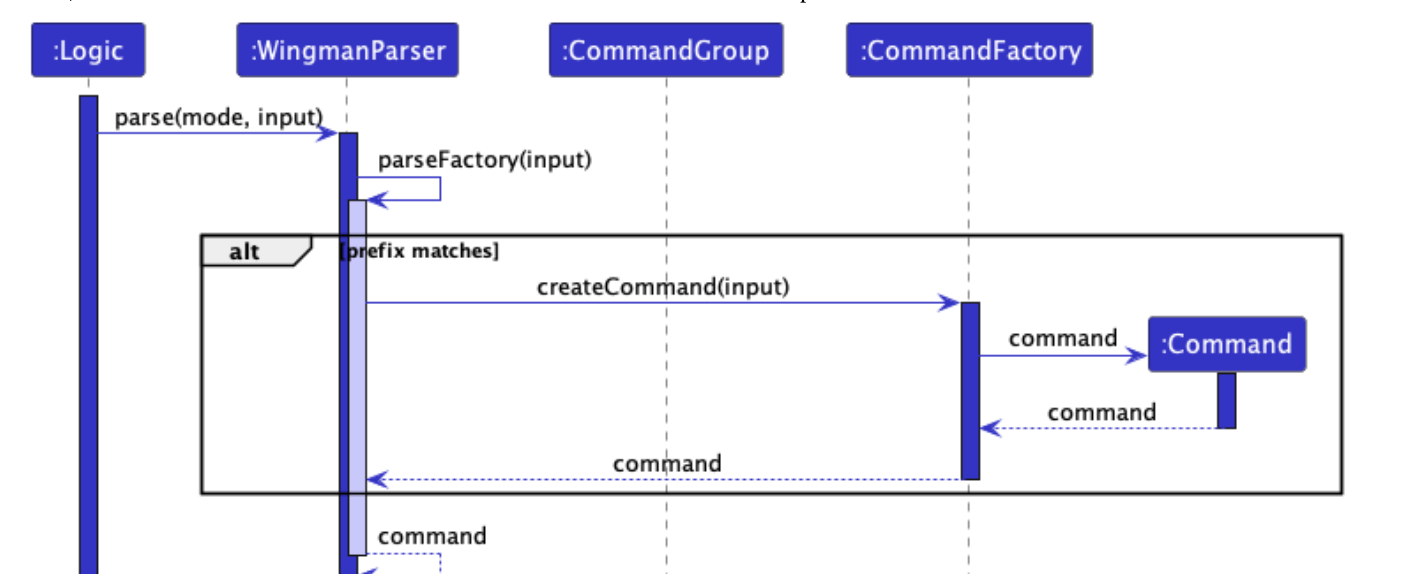 :Logic :WingmanParser :CommandGroup :CommandFactory
parse(mode, input)
parseFactory(input)
alt [prefix matches]
createCommand(input)
command :Command
command
command
command